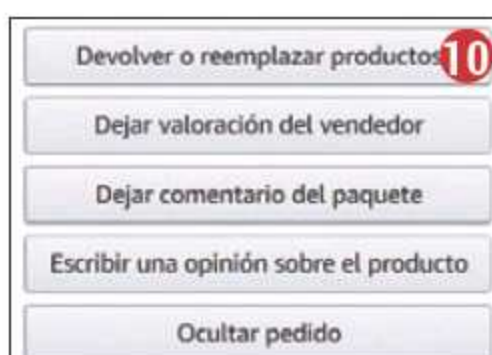 Devolver o reemplazar productos 10
Dejar valoración del vendedor
Dejar comentario del paquete
Escribir una opinión sobre el producto
Ocultar pedido